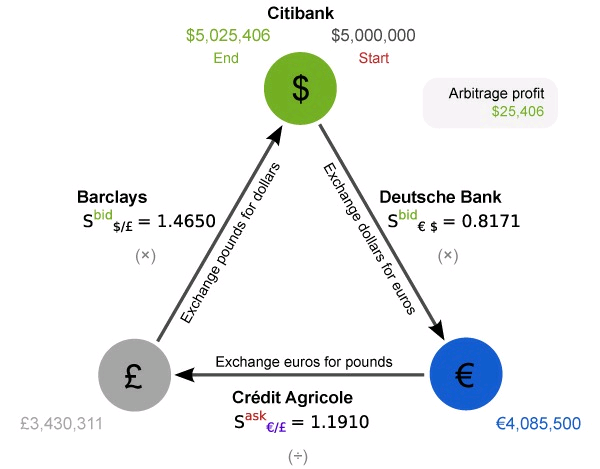 Citibank
$5,025,406 $5,000,000
End Start
$
Arbitrage profit
$25,406
Barclays
S^bid $/£ = 1.4650
(×)
Exchange pounds for dollars
Exchange dollars for euros
Deutsche Bank
S^bid € $ = 0.8171
(×)
£
Exchange euros for pounds
€
Crédit Agricole
S^ask €/£ = 1.1910
(÷)
£3,430,311
€4,085,500